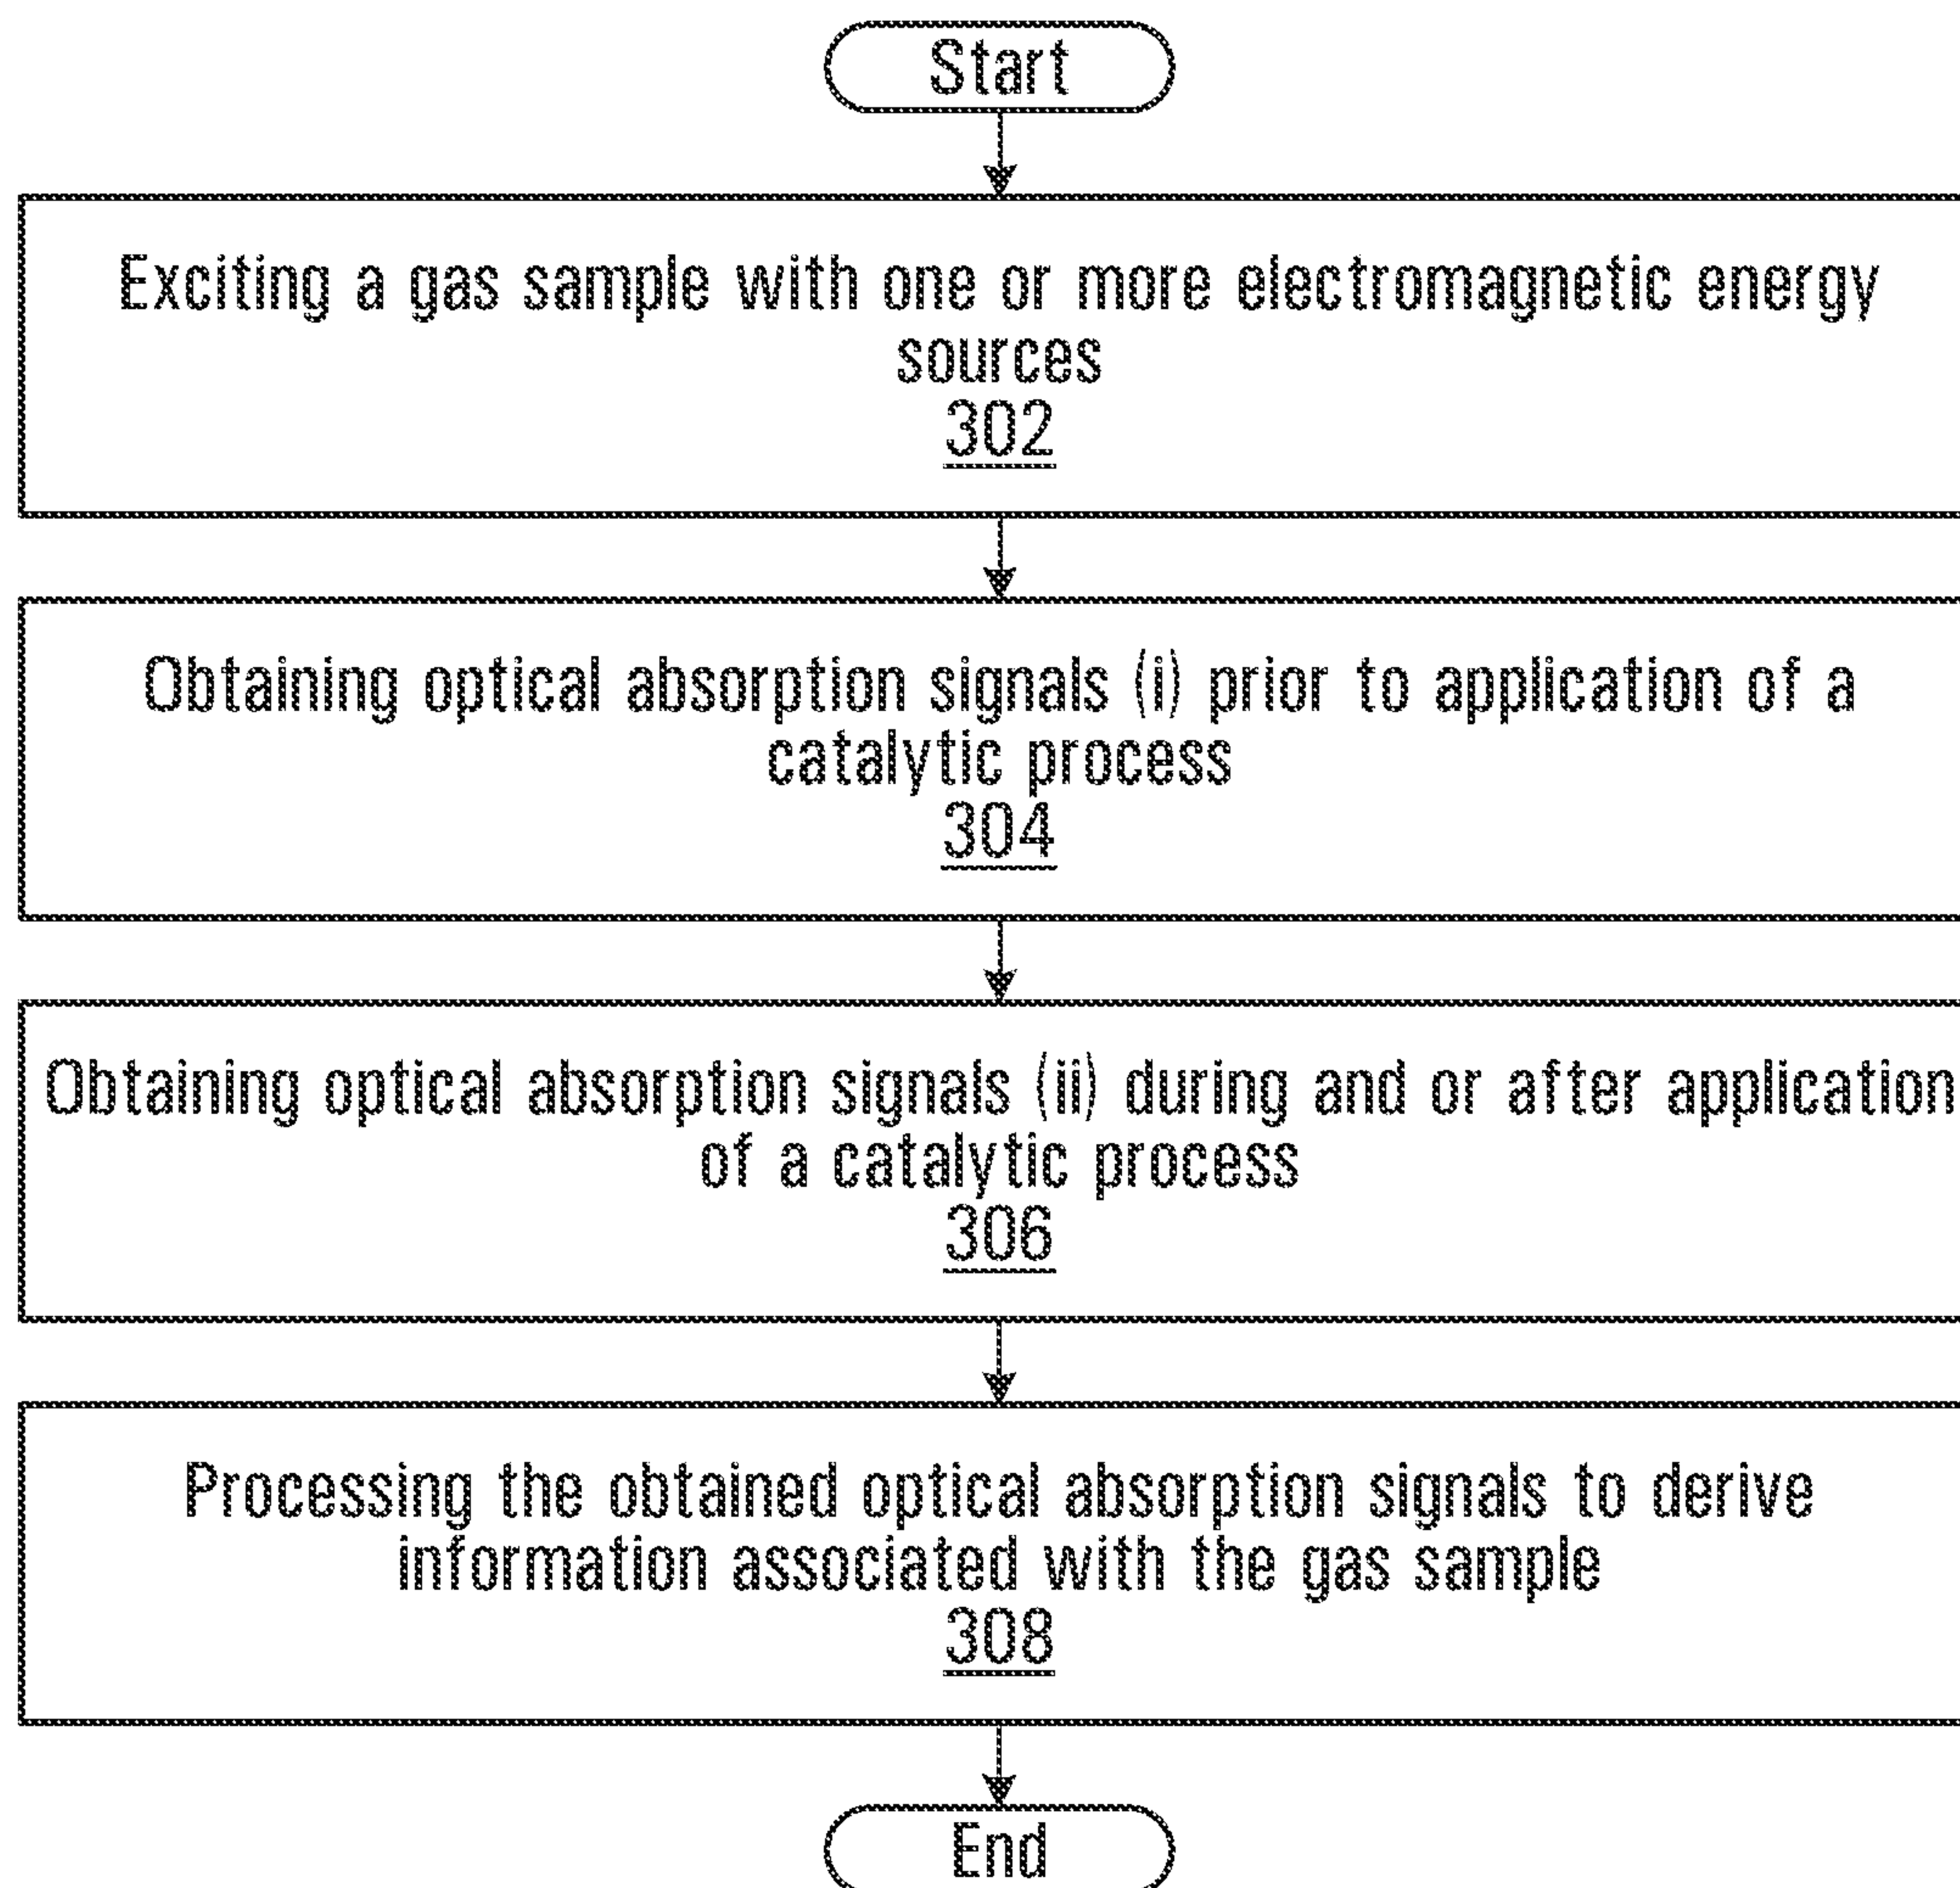 Start
Exciting a gas sample with one or more electromagnetic energy
sources
302
Obtaining optical absorption signals (i) prior to application of a
catalytic process
304
Obtaining optical absorption signals (ii) during and or after application
of a catalytic process
306
Processing the obtained optical absorption signals to derive
information associated with the gas sample
308
End